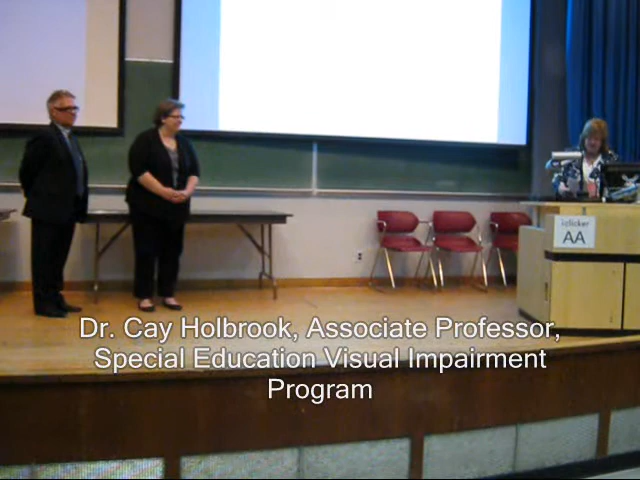 iclicker
AA
Dr. Cay Holbrook, Associate Professor,
Special Education Visual Impairment
Program